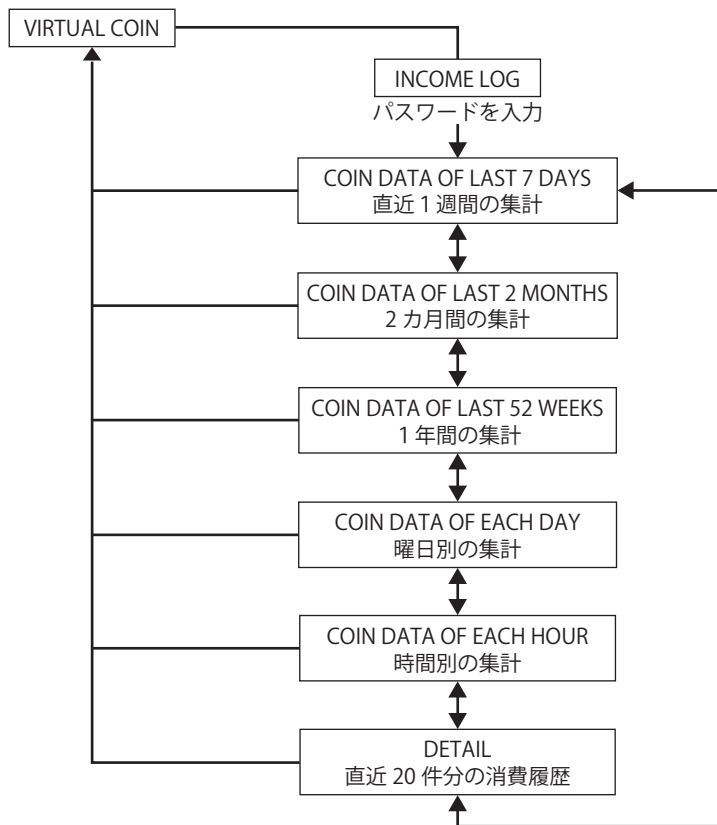 VIRTUAL COIN
INCOME LOG
パスワードを入力
COIN DATA OF LAST 7 DAYS
直近 1 週間の集計
COIN DATA OF LAST 2 MONTHS
2 カ月間の集計
COIN DATA OF LAST 52 WEEKS
1 年間の集計
COIN DATA OF EACH DAY
曜日別の集計
COIN DATA OF EACH HOUR
時間別の集計
DETAIL
直近 20 件分の消費履歴